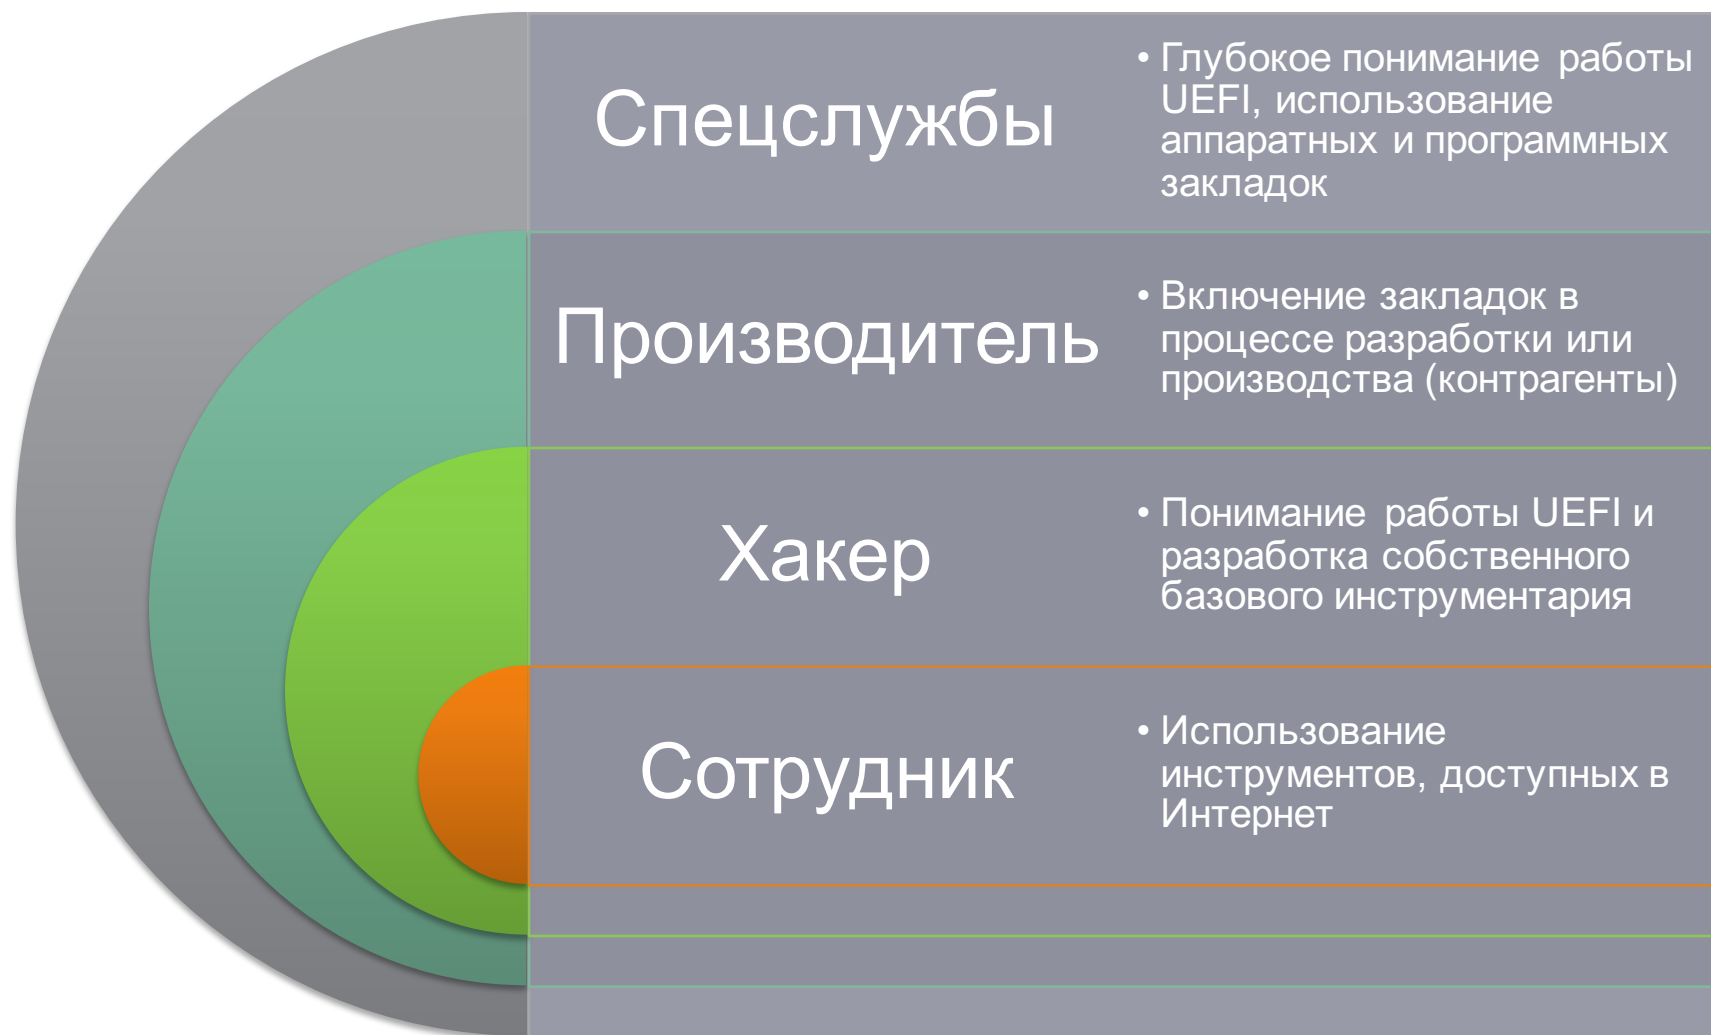 Спецслужбы
• Глубокое понимание работы
UEFI, использование
аппаратных и программных
закладок
Производитель
• Включение закладок в
процессе разработки или
производства (контрагенты)
Хакер
• Понимание работы UEFI и
разработка собственного
базового инструментария
Сотрудник
• Использование
инструментов, доступных в
Интернет